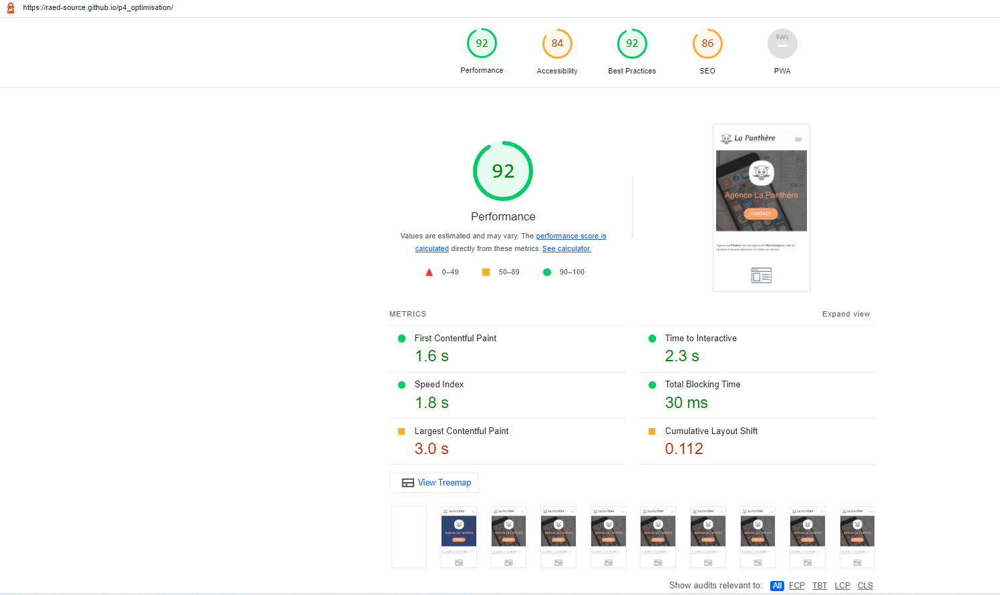 https://raed-source.github.io/p4_optimisation/
92
84
92
86
PWA
Performance
Accessibility
Best Practices
SEO
PWA
92
Performance
Values are estimated and may vary. The performance score is
calculated directly from these metrics. See calculator.
0–49
50–89
90–100
La Panthère
Agence La Panthère
CONTACT
METRICS
Expand view
First Contentful Paint
1.6 s
Time to Interactive
2.3 s
Speed Index
1.8 s
Total Blocking Time
30 ms
Largest Contentful Paint
3.0 s
Cumulative Layout Shift
0.112
View Treemap
Show audits relevant to: All FCP TBT LCP CLS